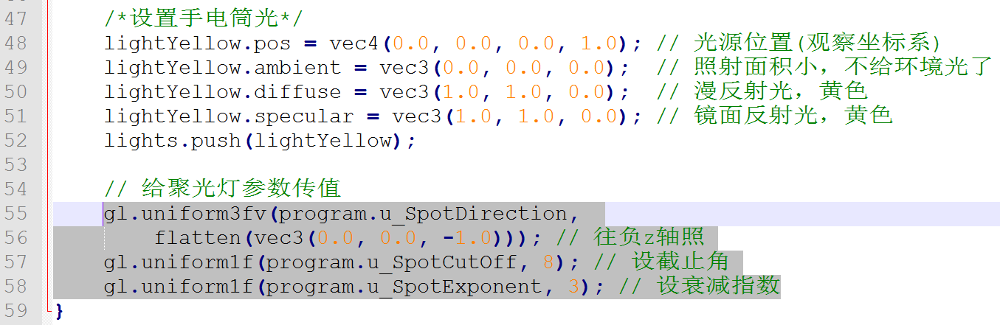 47 /*设置手电筒光*/
48 lightYellow.pos = vec4(0.0, 0.0, 0.0, 1.0); // 光源位置(观察坐标系)
49 lightYellow.ambient = vec3(0.0, 0.0, 0.0); // 照射面积小，不给环境光了
50 lightYellow.diffuse = vec3(1.0, 1.0, 0.0); // 漫反射光，黄色
51 lightYellow.specular = vec3(1.0, 1.0, 0.0); // 镜面反射光，黄色
52 lights.push(lightYellow);
53
54 // 给聚光灯参数传值
55 gl.uniform3fv(program.u_SpotDirection,
56 flatten(vec3(0.0, 0.0, -1.0))); // 往负z轴照
57 gl.uniform1f(program.u_SpotCutOff, 8); // 设截止角
58 gl.uniform1f(program.u_SpotExponent, 3); // 设衰减指数
59 }